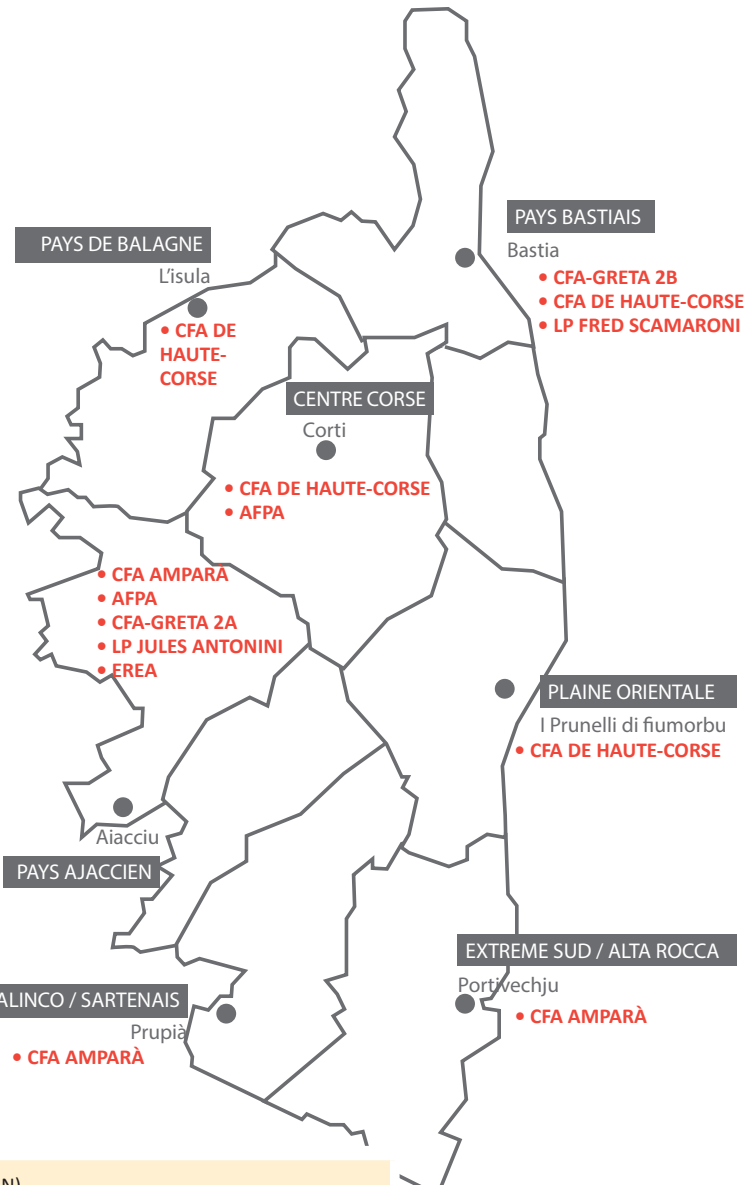 PAYS BASTIAIS
Bastia
• CFA-GRETA 2B
• CFA DE HAUTE-CORSE
• LP FRED SCAMARONI
PAYS DE BALAGNE
L'isula
• CFA DE
HAUTE-
CORSE
CENTRE CORSE
Corti
• CFA DE HAUTE-CORSE
• AFPA
• CFA AMPARÀ
• AFPA
• CFA-GRETA 2A
• LP JULES ANTONINI
• EREA
Aiacciu
PAYS AJACCIEN
PLAINE ORIENTALE
I Prunelli di fiumorbu
• CFA DE HAUTE-CORSE
EXTREME SUD / ALTA ROCCA
Portivechju
• CFA AMPARÀ
ALINCO / SARTENAIS
Prupià
• CFA AMPARÀ
N)